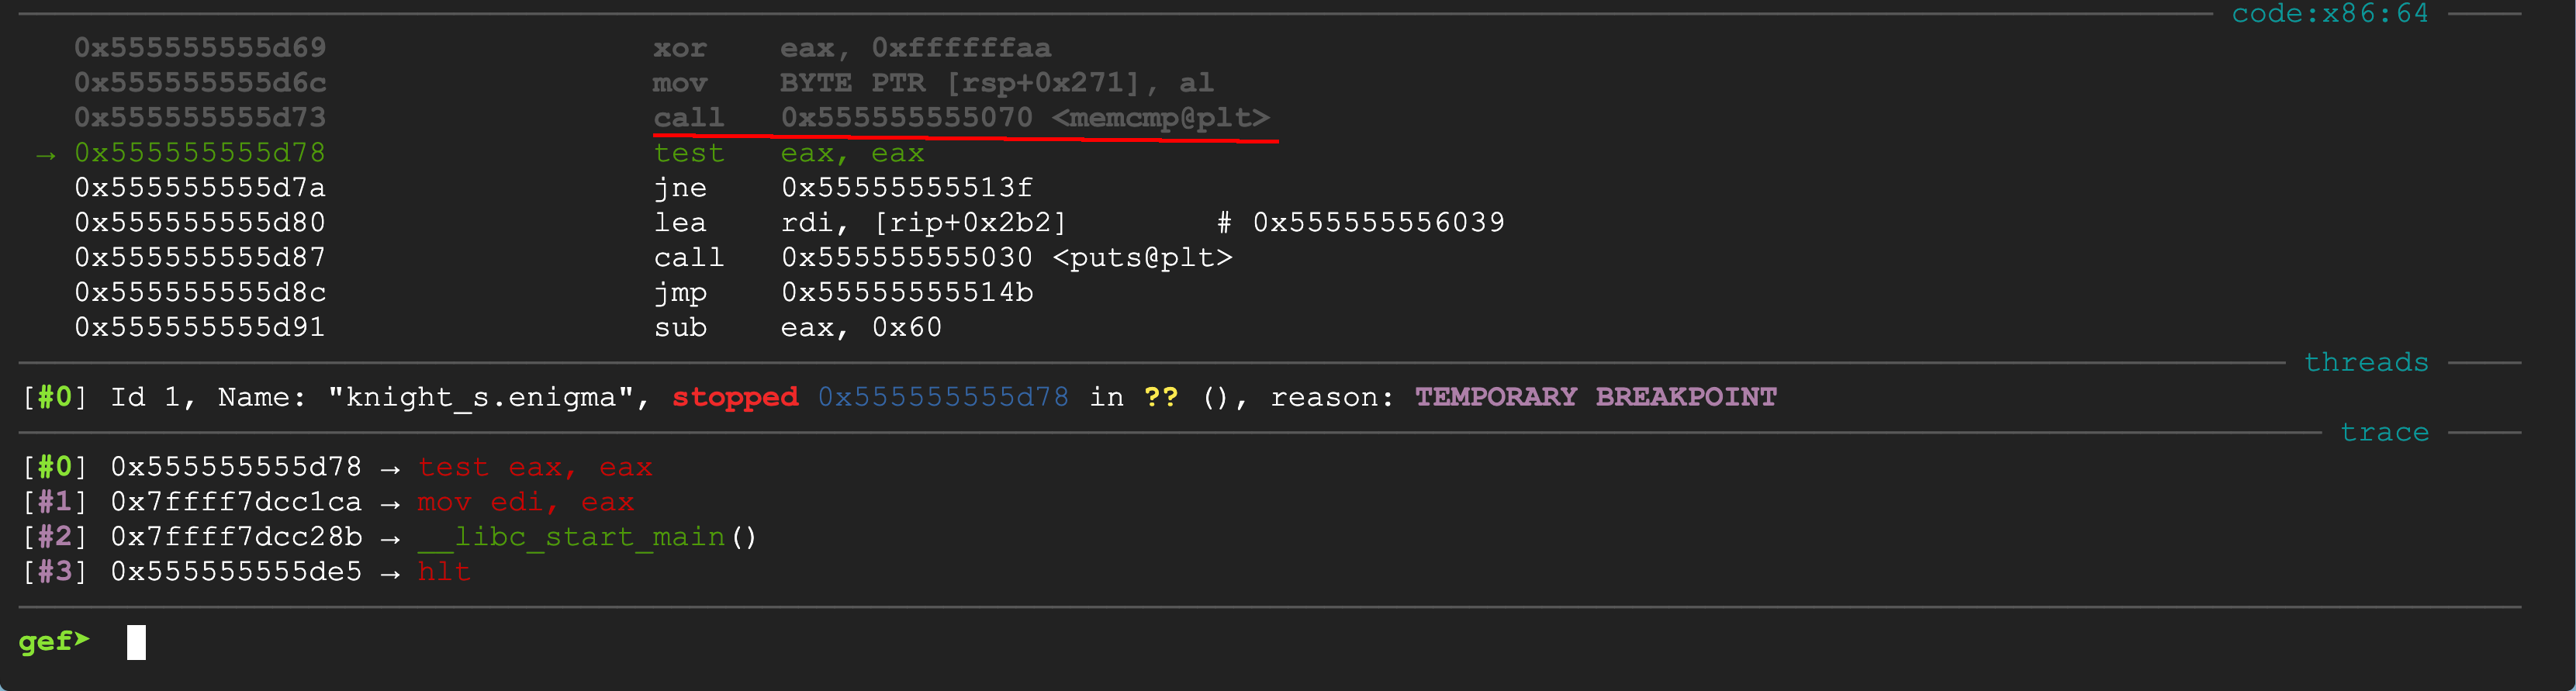 code:x86:64
0x555555555d69 xor eax, 0xffffffaa
0x555555555d6c mov BYTE PTR [rsp+0x271], al
0x555555555d73 call 0x555555555070 <memcmp@plt>
→ 0x555555555d78 test eax, eax
0x555555555d7a jne 0x55555555513f
0x555555555d80 lea rdi, [rip+0x2b2] # 0x555555556039
0x555555555d87 call 0x555555555030 <puts@plt>
0x555555555d8c jmp 0x55555555514b
0x555555555d91 sub eax, 0x60
threads
[#0] Id 1, Name: "knight_s.enigma", stopped 0x555555555d78 in ?? (), reason: TEMPORARY BREAKPOINT
trace
[#0] 0x555555555d78 → test eax, eax
[#1] 0x7ffff7dcc1ca → mov edi, eax
[#2] 0x7ffff7dcc28b → __libc_start_main()
[#3] 0x555555555de5 → hlt
gef➤